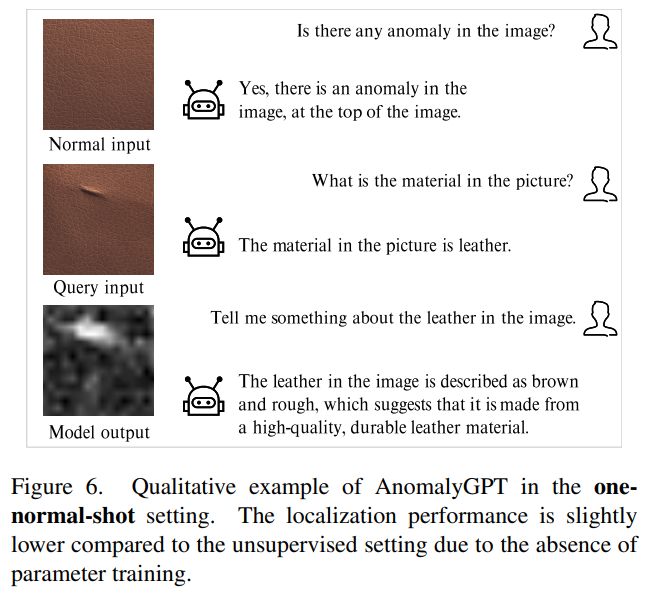 Is there any anomaly in the image?
Yes, there is an anomaly in the
image, at the top of the image.
Normal input
What is the material in the picture?
The material in the picture is leather.
Query input
Tell me something about the leather in the image.
The leather in the image is described as brown
and rough, which suggests that it is made from
a high-quality, durable leather material.
Model output
Figure 6. Qualitative example of AnomalyGPT in the one-
normal-shot setting. The localization performance is slightly
lower compared to the unsupervised setting due to the absence of
parameter training.